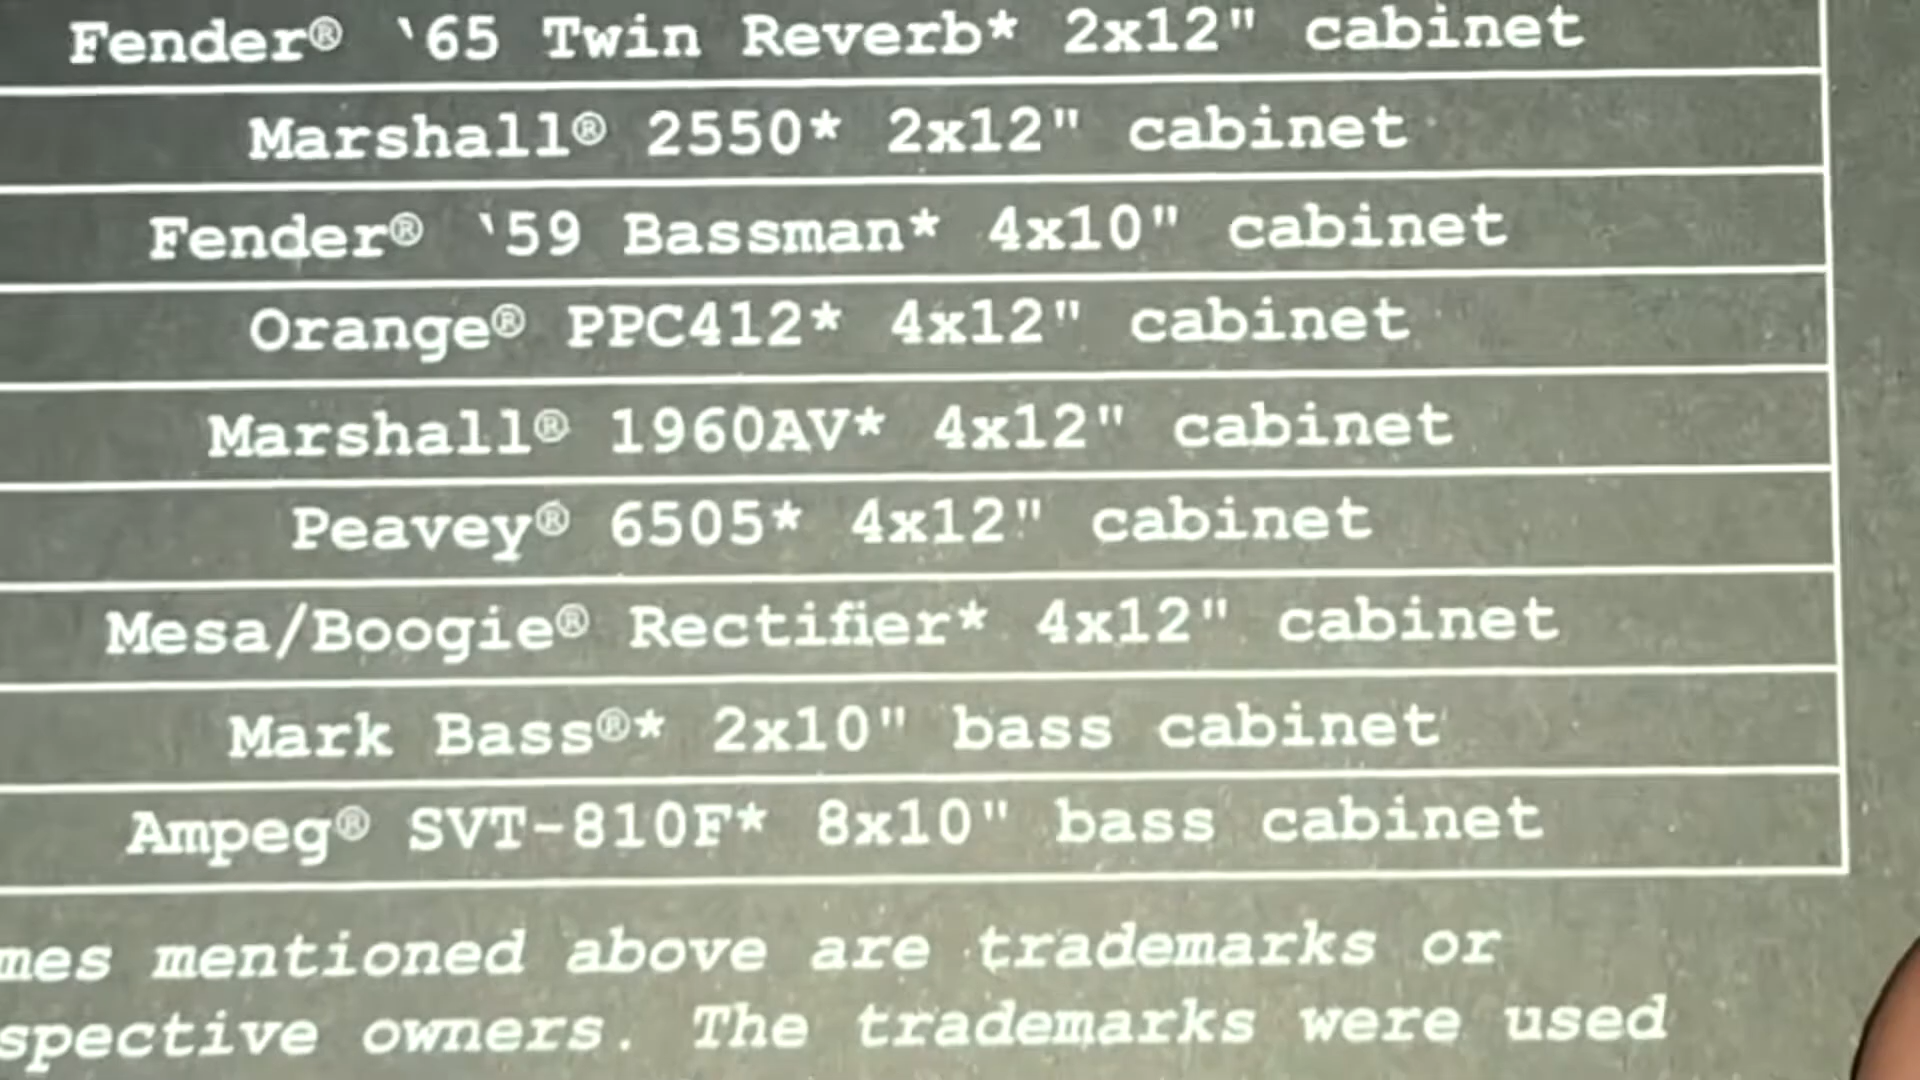 Fender® `65 Twin Reverb* 2x12" cabinet
Marshall® 2550* 2x12" cabinet
Fender® `59 Bassman* 4x10" cabinet
Orange® PPC412* 4x12" cabinet
Marshall® 1960AV* 4x12" cabinet
Peavey® 6505* 4x12" cabinet
Mesa/Boogie® Rectifier* 4x12" cabinet
Mark Bass®* 2x10" bass cabinet
Ampeg® SVT-810F* 8x10" bass cabinet
mes mentioned above are trademarks or
spective owners. The trademarks were used